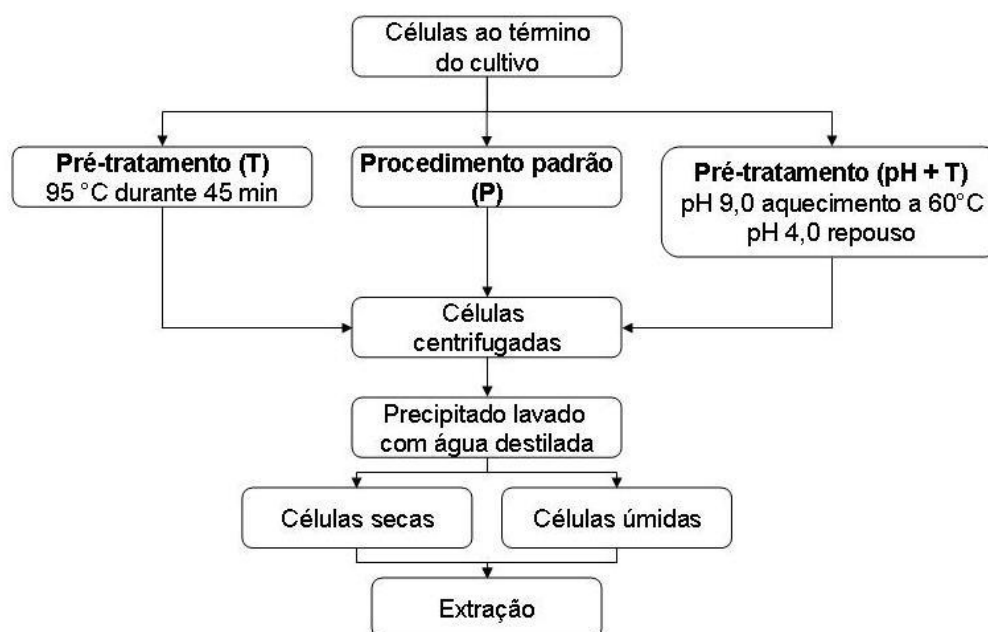 Células ao término
do cultivo
Pré-tratamento (T)
95 °C durante 45 min
Procedimento padrão
(P)
Pré-tratamento (pH + T)
pH 9,0 aquecimento a 60°C
pH 4,0 repouso
Células
centrifugadas
Precipitado lavado
com água destilada
Células secas
Células úmidas
Extração